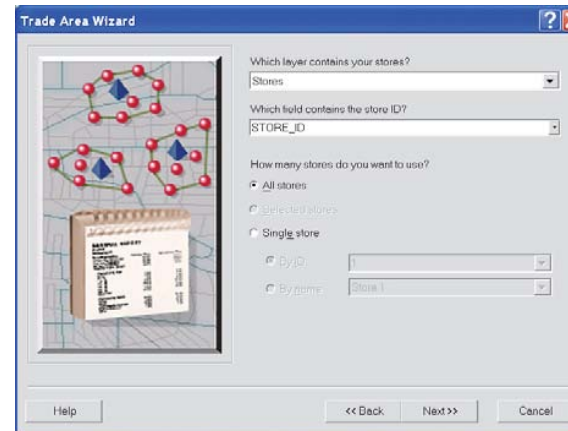 Trade Area Wizard
Which layer contains your stores?
Stores
Which field contains the store ID?
STORE_ID
How many stores do you want to use?
All stores
Selected stores
Single store
By ID:
1
By name:
Store 1
Help
<< Back
Next >>
Cancel